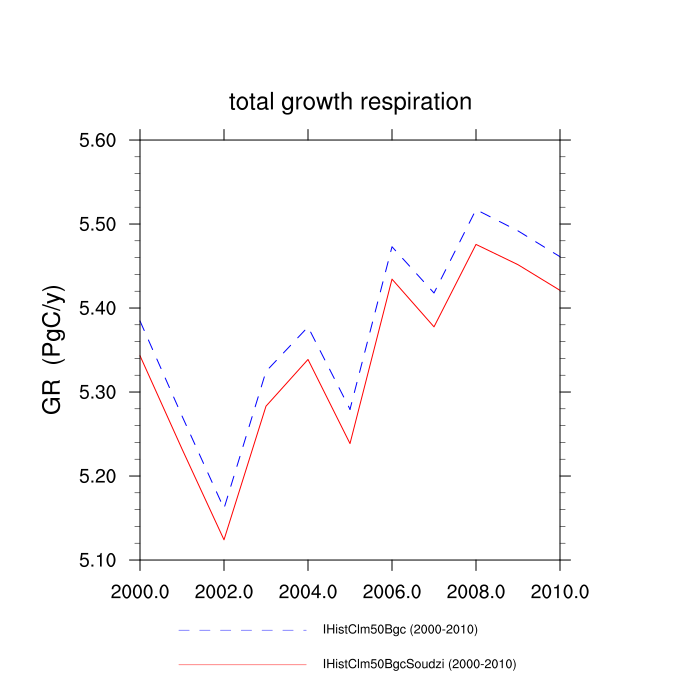 total growth respiration
GR (PgC/y)
5.60
5.50
5.40
5.30
5.20
5.10
2000.0 2002.0 2004.0 2006.0 2008.0 2010.0
IHistClm50Bgc (2000-2010)
IHistClm50BgcSoudzi (2000-2010)